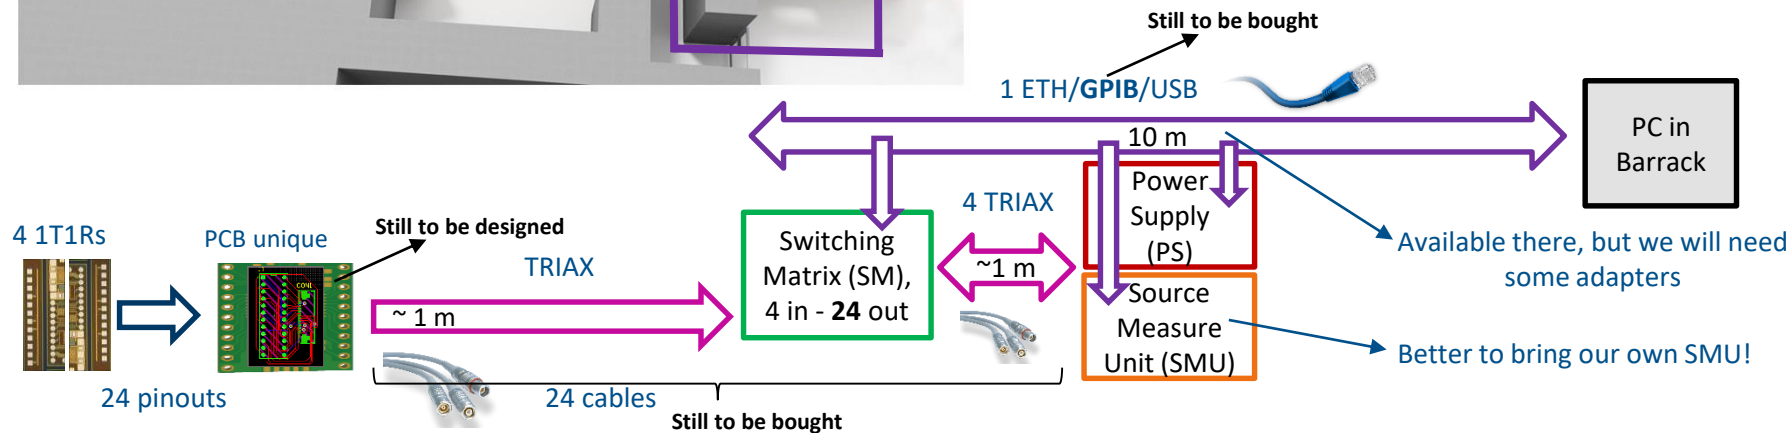 Still to be bought
1 ETH/GPIB/USB
10 m
PC in
Barrack
4 1T1Rs
PCB unique
Still to be designed
TRIAX
~ 1 m
Switching
Matrix (SM),
4 in - 24 out
4 TRIAX
~1 m
Power
Supply
(PS)
Source
Measure
Unit (SMU)
Available there, but we will need
some adapters
Better to bring our own SMU!
24 pinouts
24 cables
Still to be bought
CON1